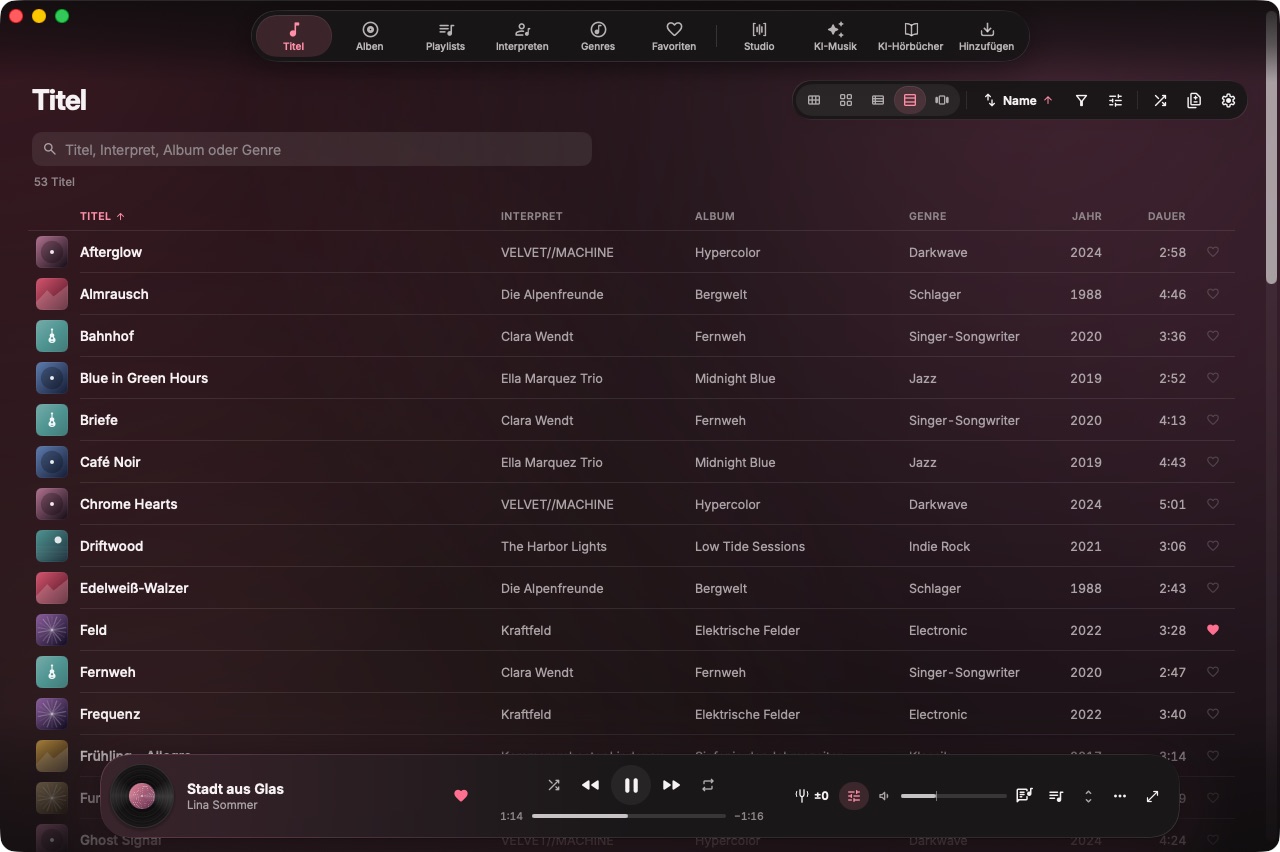 Titel
Alben
Playlists
Interpreten
Genres
Favoriten
Studio
KI-Musik
KI-Hörbücher
Hinzufügen
Titel
Name
Titel, Interpret, Album oder Genre
53 Titel
TITEL INTERPRET ALBUM GENRE JAHR DAUER
Afterglow VELVET//MACHINE Hypercolor Darkwave 2024 2:58
Almrausch Die Alpenfreunde Bergwelt Schlager 1988 4:46
Bahnhof Clara Wendt Fernweh Singer-Songwriter 2020 3:36
Blue in Green Hours Ella Marquez Trio Midnight Blue Jazz 2019 2:52
Briefe Clara Wendt Fernweh Singer-Songwriter 2020 4:13
Café Noir Ella Marquez Trio Midnight Blue Jazz 2019 4:43
Chrome Hearts VELVET//MACHINE Hypercolor Darkwave 2024 5:01
Driftwood The Harbor Lights Low Tide Sessions Indie Rock 2021 3:06
Edelweiß-Walzer Die Alpenfreunde Bergwelt Schlager 1988 2:43
Feld Kraftfeld Elektrische Felder Electronic 2022 3:28
Fernweh Clara Wendt Fernweh Singer-Songwriter 2020 2:47
Frequenz Kraftfeld Elektrische Felder Electronic 2022 3:40
3:14
Ghost Signal VELVET//MACHINE Hypercolor Darkwave 2024 4:24
Stadt aus Glas
Lina Sommer
1:14
−1:16
±0